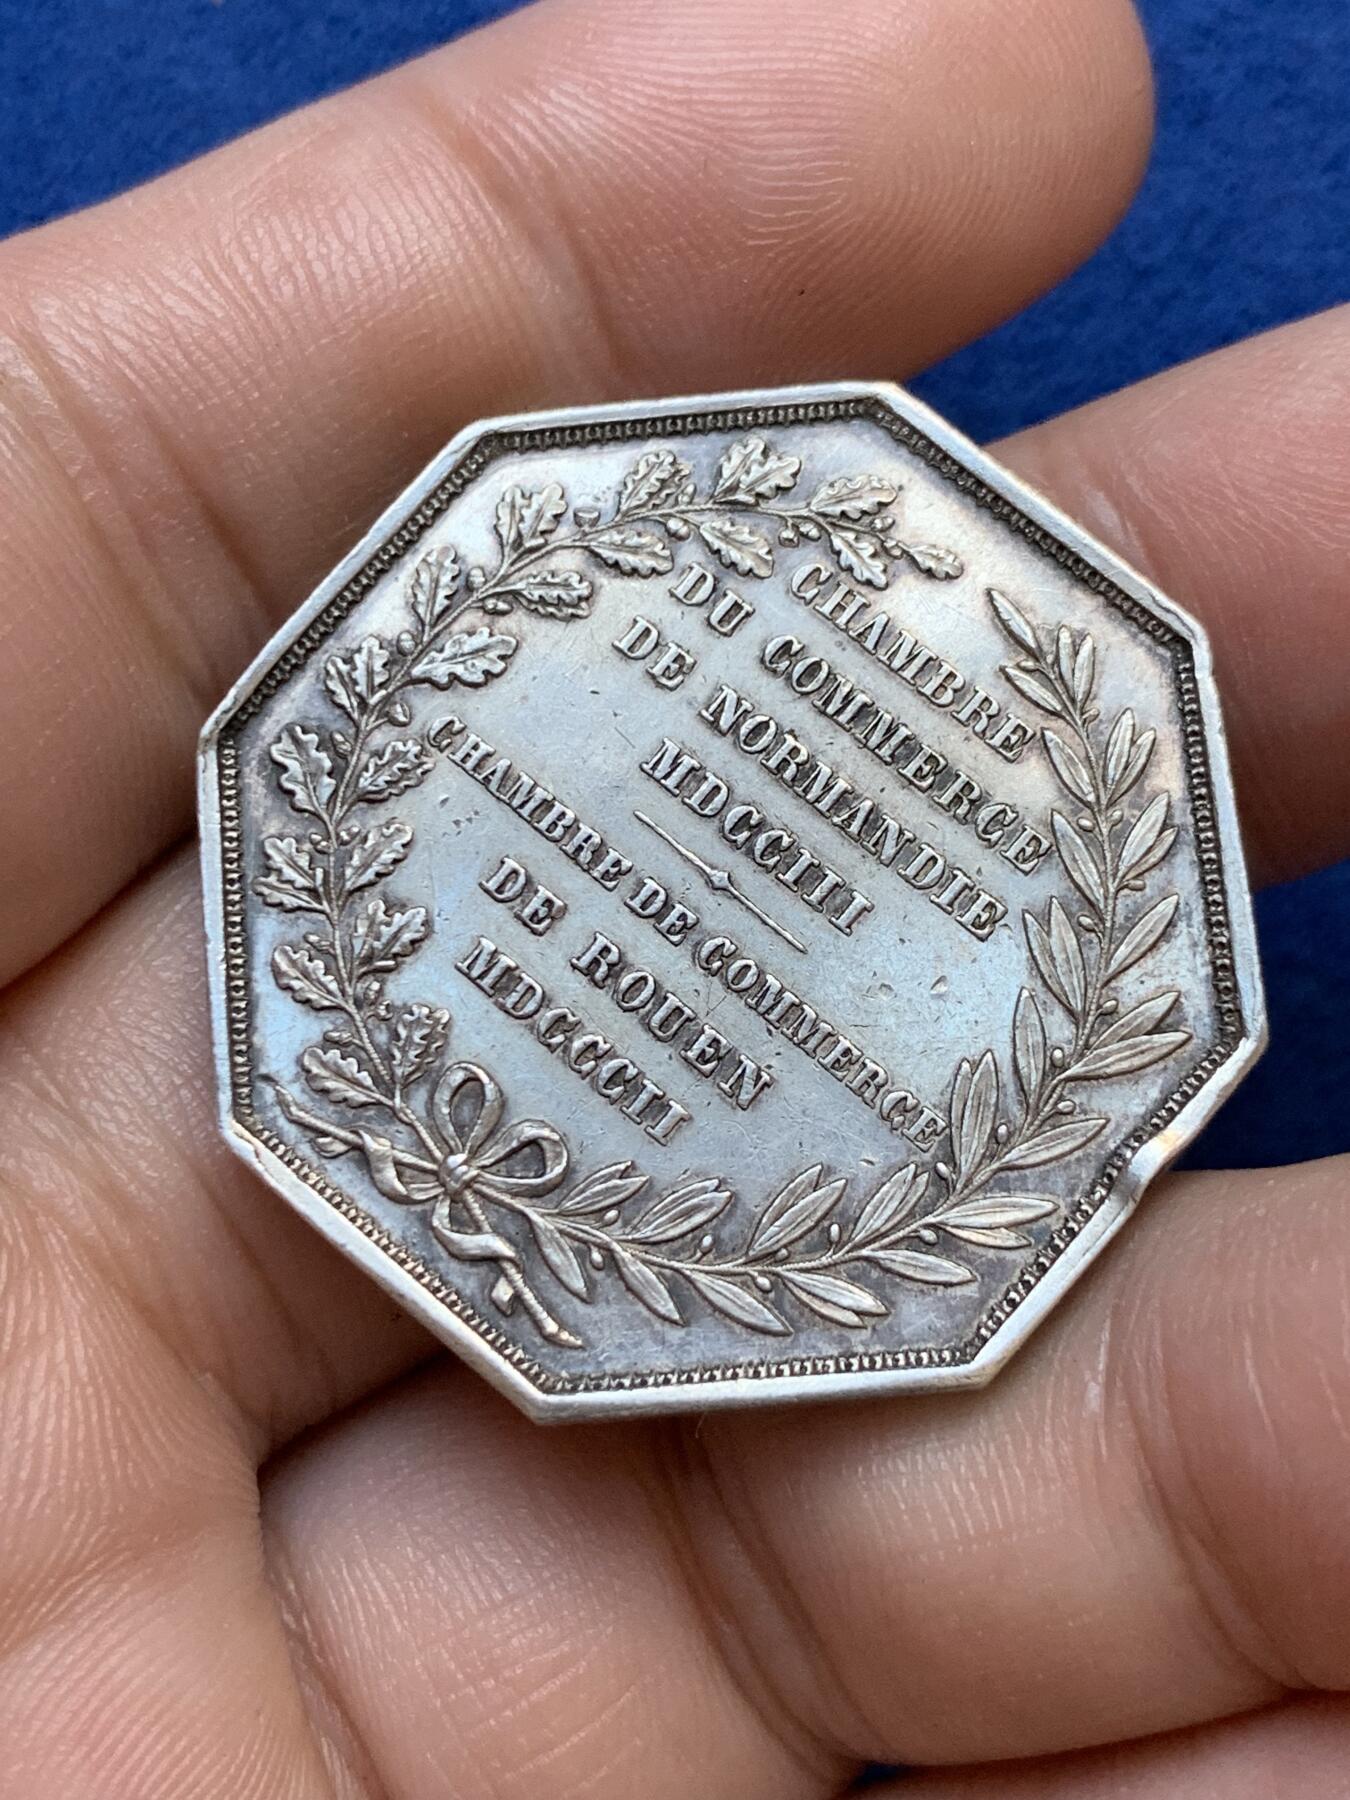 CHAMBRE
DU COMMERCE
DE NORMANDIE
MDCCIII
CHAMBRE DE COMMERCE
DE ROUEN
MDCCCII